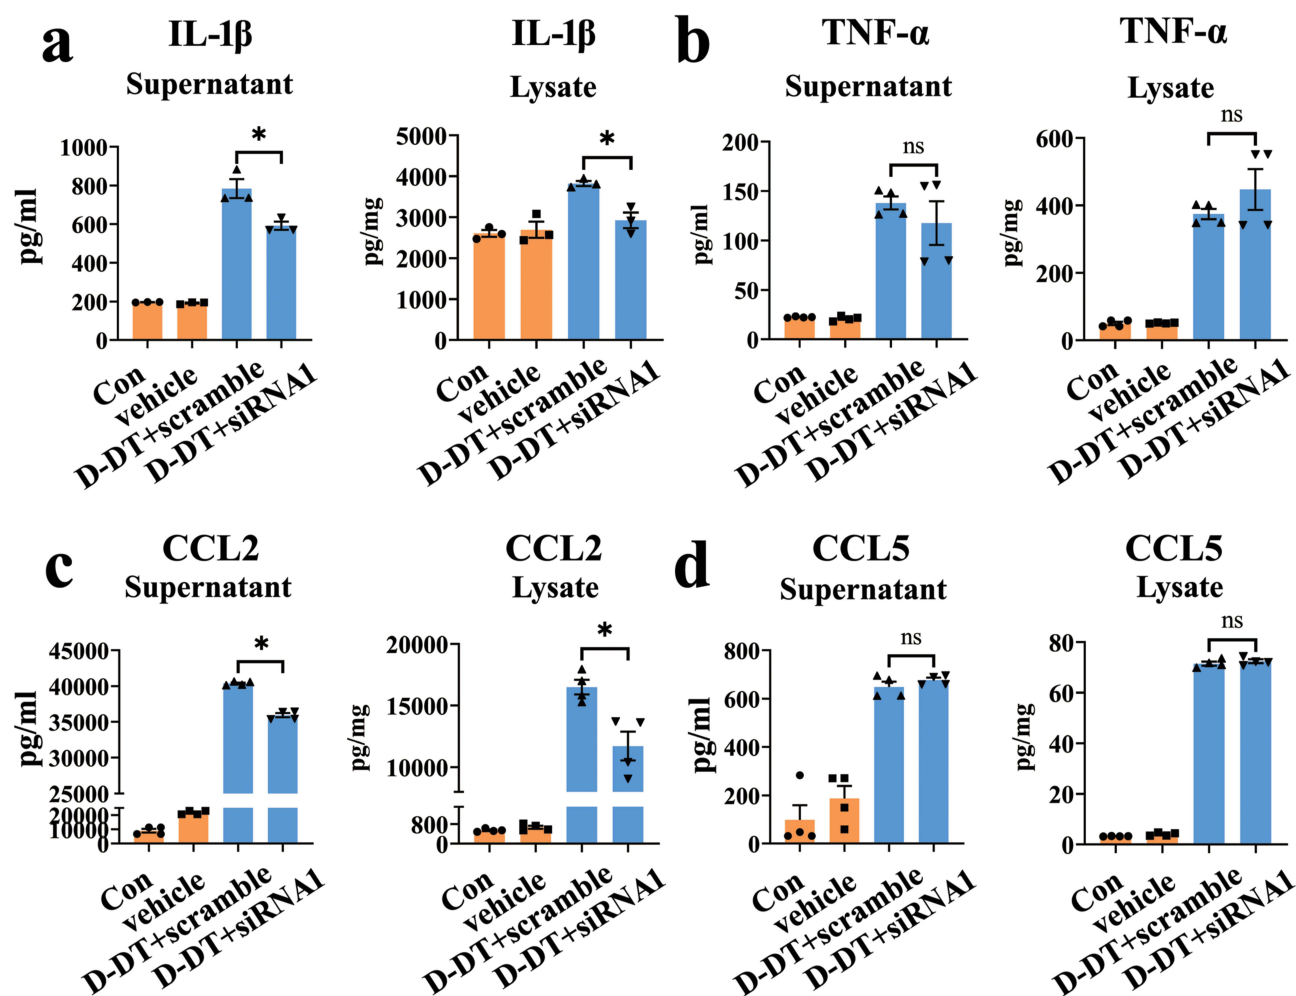 a
IL-1β
Supernatant
pg/ml
1000
800
600
400
200
0
*
Con
vehicle
D-DT+scramble
D-DT+siRNA1
IL-1β
Lysate
pg/mg
5000
4000
3000
2000
1000
0
*
Con
vehicle
D-DT+scramble
D-DT+siRNA1
b
TNF-α
Supernatant
pg/ml
200
150
100
50
0
ns
Con
vehicle
D-DT+scramble
D-DT+siRNA1
TNF-α
Lysate
pg/mg
600
400
200
0
ns
Con
vehicle
D-DT+scramble
D-DT+siRNA1
c
CCL2
Supernatant
pg/ml
45000
40000
35000
30000
25000
20000
10000
0
*
Con
vehicle
D-DT+scramble
D-DT+siRNA1
CCL2
Lysate
pg/mg
20000
15000
10000
800
0
*
Con
vehicle
D-DT+scramble
D-DT+siRNA1
d
CCL5
Supernatant
pg/ml
800
600
400
200
0
ns
Con
vehicle
D-DT+scramble
D-DT+siRNA1
CCL5
Lysate
pg/mg
80
60
40
20
0
ns
Con
vehicle
D-DT+scramble
D-DT+siRNA1